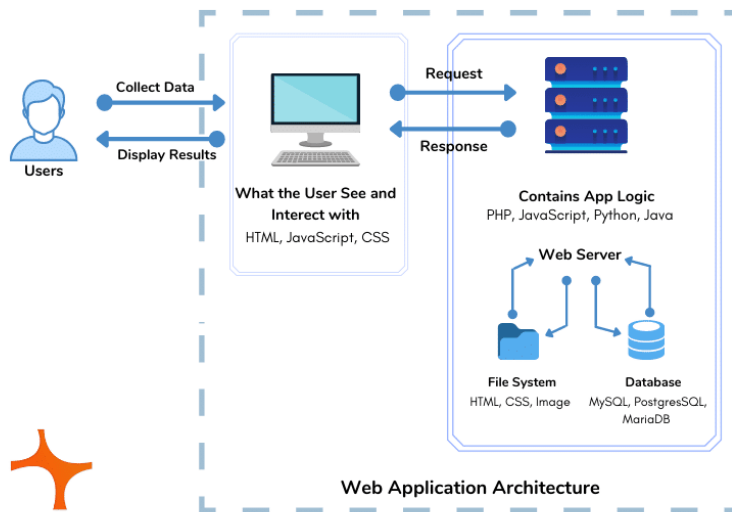 Collect Data
Display Results
Users
What the User See and
Interect with
HTML, JavaScript, CSS
Request
Response
Contains App Logic
PHP, JavaScript, Python, Java
Web Server
File System
HTML, CSS, Image
Database
MySQL, PostgresSQL,
MariaDB
Web Application Architecture